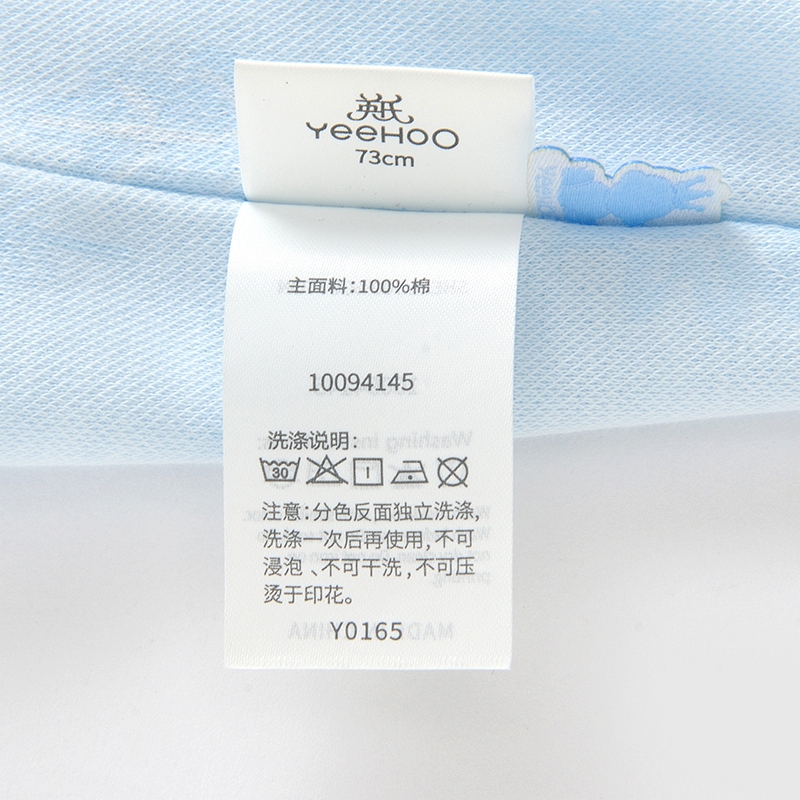 英氏
YeeHOO
73cm
主面料:100%棉
10094145
洗涤说明:
30
注意:分色反面独立洗涤,
洗涤一次后再使用,不可
浸泡、不可干洗,不可压
烫于印花。
Y0165